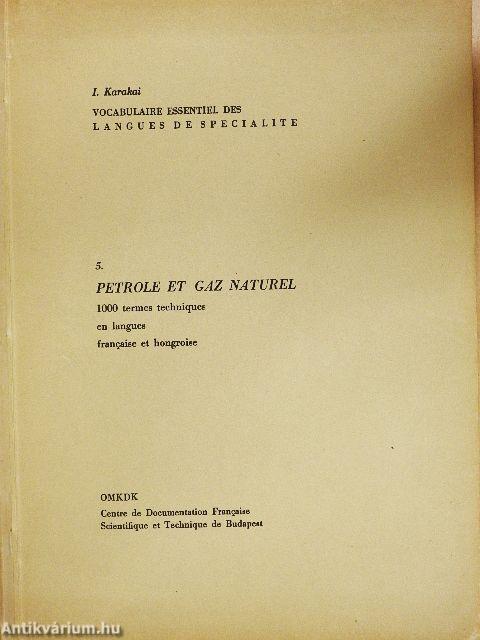 I. Karakai
VOCABULAIRE ESSENTIEL DES
LANGUES DE SPECIALITE
5.
PETROLE ET GAZ NATUREL
1000 termes techniques
en langues
française et hongroise
OMKDK
Centre de Documentation Française
Scientifique et Technique de Budapest
Antikvárium.hu